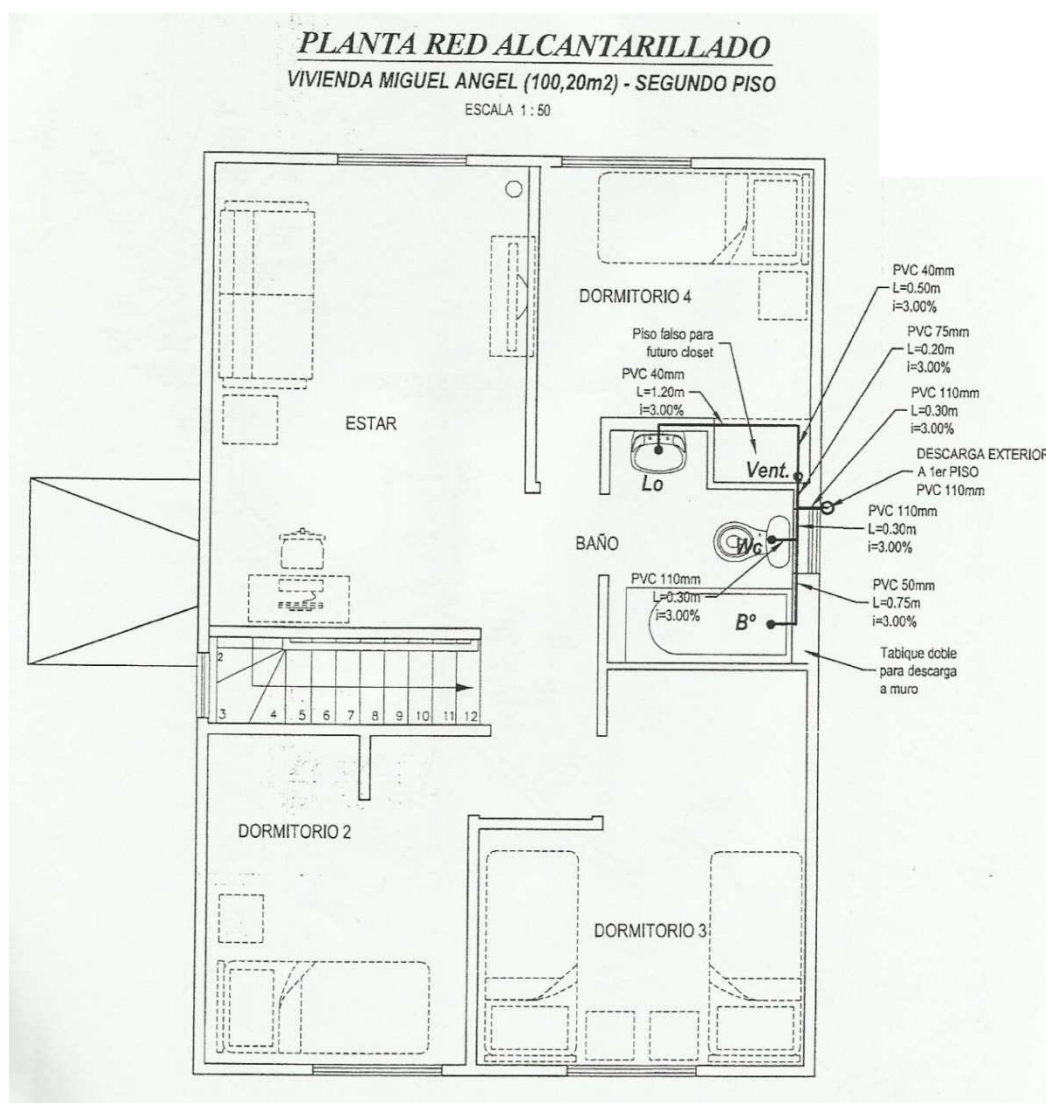 PLANTA RED ALCANTARILLADO
VIVIENDA MIGUEL ANGEL (100,20m2) - SEGUNDO PISO
ESCALA 1 : 50
DORMITORIO 4
PVC 40mm
L=0.50m
i=3.00%
Piso falso para
futuro closet
PVC 75mm
L=0.20m
i=3.00%
PVC 40mm
L=1.20m
i=3.00%
PVC 110mm
L=0.30m
i=3.00%
ESTAR
DESCARGA EXTERIOR
A 1er PISO
PVC 110mm
Vent.
Lo
PVC 110mm
L=0.30m
i=3.00%
BAÑO
Wc
PVC 110mm
L=0.30m
i=3.00%
PVC 50mm
L=0.75m
i=3.00%
Bº
Tabique doble
para descarga
a muro
2
3 4 5 6 7 8 9 10 11 12
DORMITORIO 2
DORMITORIO 3